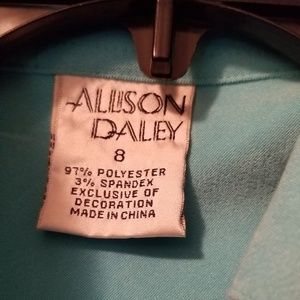 ALLISON
DALEY
8
97% POLYESTER
3% SPANDEX
EXCLUSIVE OF
DECORATION
MADE IN CHINA